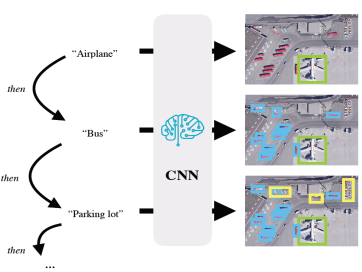 "Airplane"
then
"Bus"
CNN
then
"Parking lot"
then
...